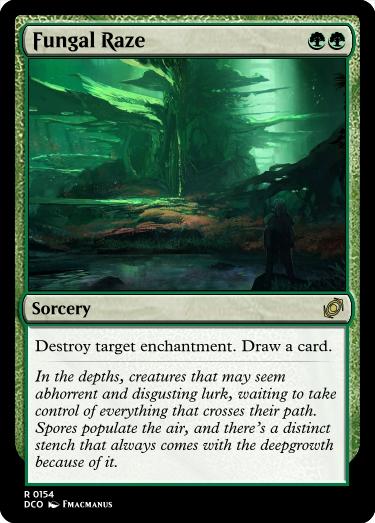 Fungal Raze
Sorcery
Destroy target enchantment. Draw a card.
In the depths, creatures that may seem
abhorrent and disgusting lurk, waiting to take
control of everything that crosses their path.
Spores populate the air, and there's a distinct
stench that always comes with the deepgrowth
because of it.
R 0154
DCO Fmacmanus